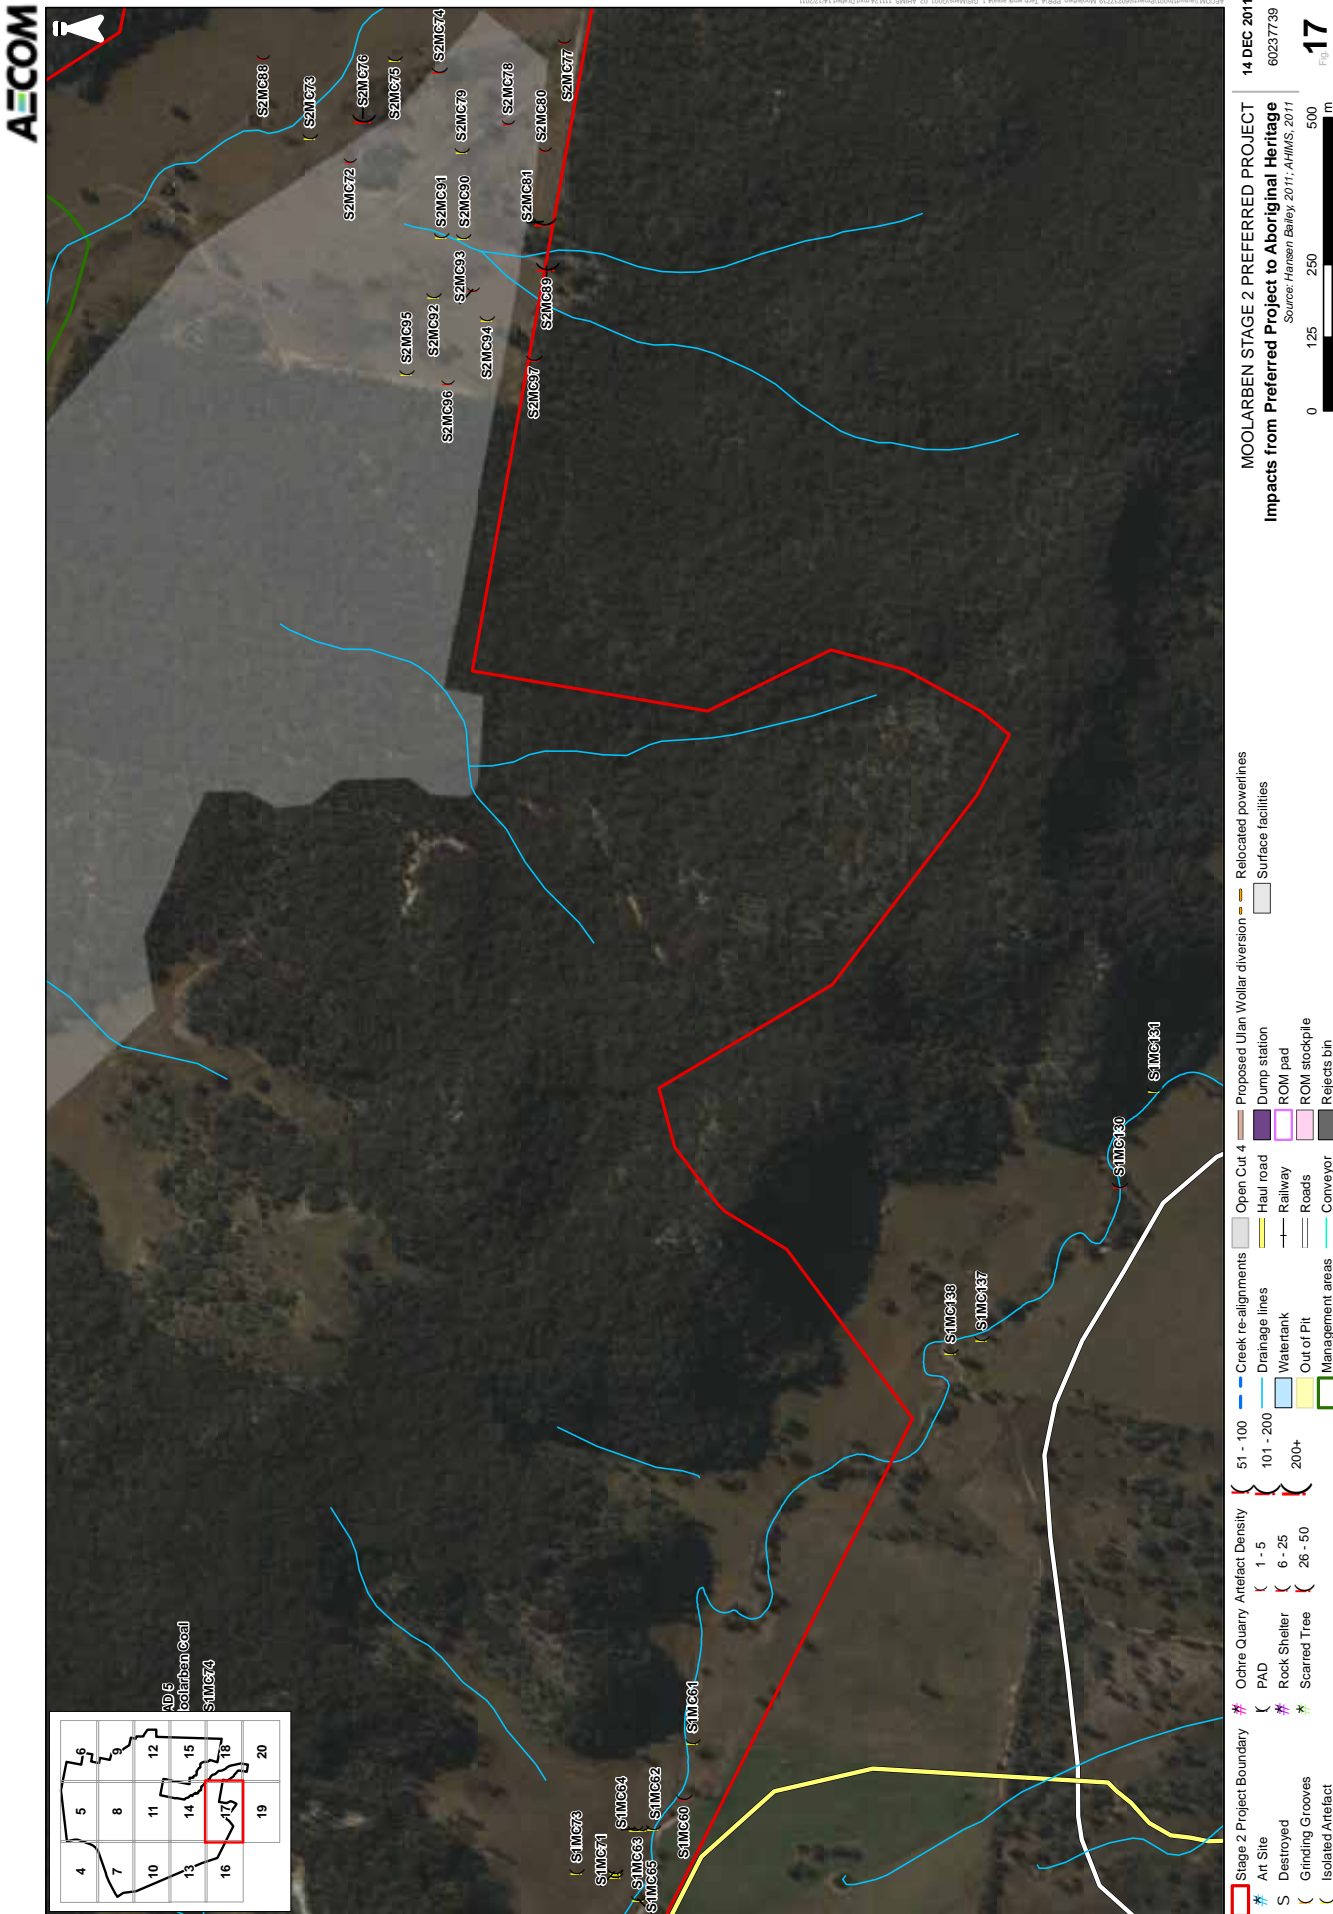 AECOM
S2MC88
S2MC73
S2MC76
S2MC75
S2MC74
S2MC72
S2MC79
S2MC78
S2MC77
S2MC80
S2MC91
S2MC90
S2MC81
S2MC93
S2MC92
S2MC89
S2MC95
S2MC94
S2MC96
S2MC97
S1MC131
S1MC130
S1MC138
S1MC137
S1MC61
S1MC64
S1MC62
S1MC60
S1MC73
S1MC71
S1MC63
S1MC65
AD 5
oolarben Coal
S1MC74
4
5
6
7
8
9
10
11
12
13
14
15
16
17
18
19
20
Stage 2 Project Boundary
Art Site
S Destroyed
Grinding Grooves
Isolated Artefact
Ochre Quarry
PAD
Rock Shelter
Scarred Tree
Artefact Density
1 - 5
6 - 25
26 - 50
51 - 100
101 - 200
200+
Creek re-alignments
Drainage lines
Watertank
Out of Pit
Management areas
Open Cut 4
Haul road
Railway
Roads
Conveyor
Proposed Ulan Wollar diversion
Dump station
ROM pad
ROM stockpile
Rejects bin
Relocated powerlines
Surface facilities
MOOLARBEN STAGE 2 PREFERRED PROJECT
Impacts from Preferred Project to Aboriginal Heritage
Source: Hansen Bailey, 2011; AHIMS, 2011
0 125 250 500
m
14 DEC 2011
60237739
Fig. 17